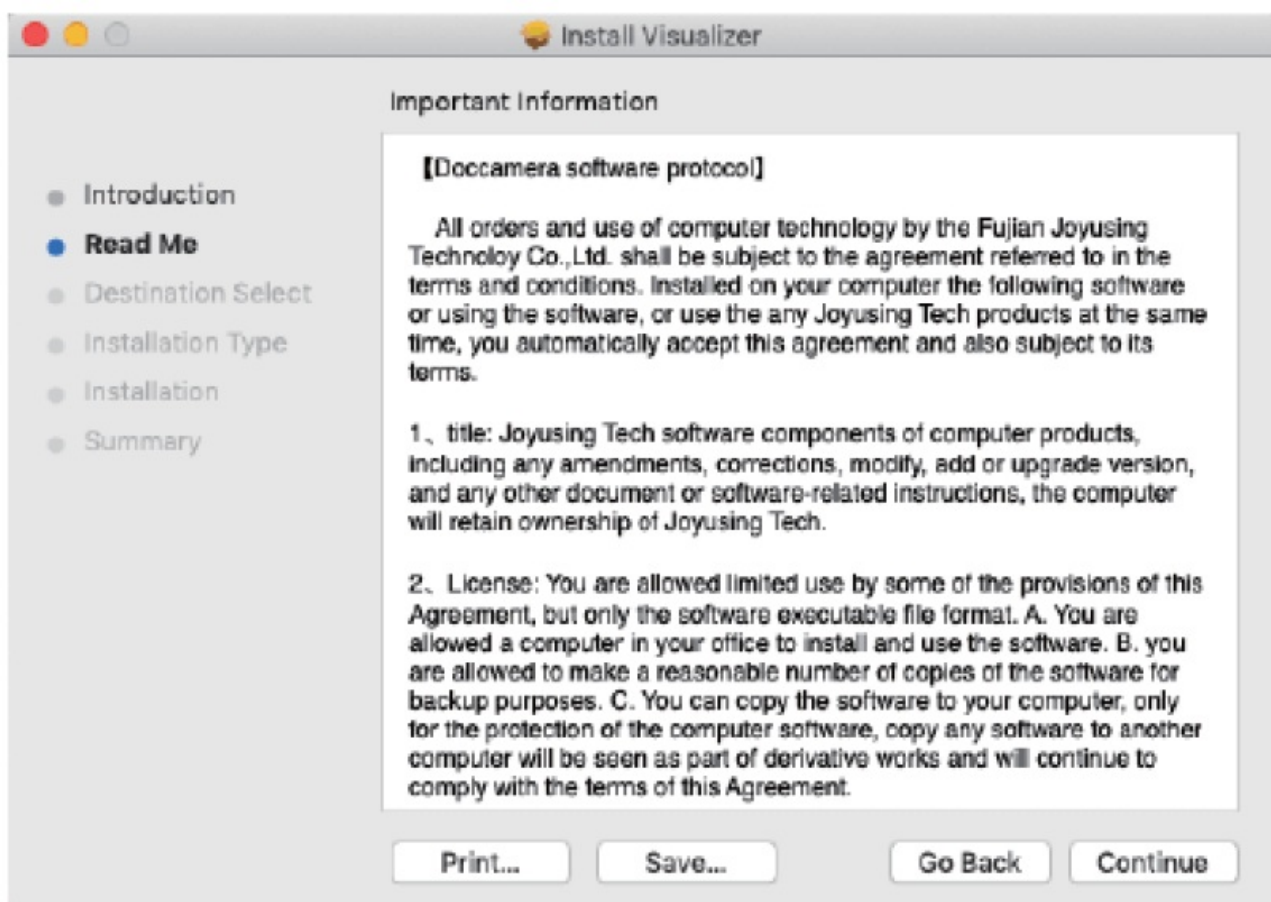 Install Visualizer
Important Information
Introduction
Read Me
Destination Select
Installation Type
Installation
Summary
【Doccamera software protocol】
All orders and use of computer technology by the Fujian Joyusing
Technoloy Co.,Ltd. shall be subject to the agreement referred to in the
terms and conditions. Installed on your computer the following software
or using the software, or use the any Joyusing Tech products at the same
time, you automatically accept this agreement and also subject to its
terms.
1、title: Joyusing Tech software components of computer products,
including any amendments, corrections, modify, add or upgrade version,
and any other document or software-related instructions, the computer
will retain ownership of Joyusing Tech.
2、License: You are allowed limited use by some of the provisions of this
Agreement, but only the software executable file format. A. You are
allowed a computer in your office to install and use the software. B. you
are allowed to make a reasonable number of copies of the software for
backup purposes. C. You can copy the software to your computer, only
for the protection of the computer software, copy any software to another
computer will be seen as part of derivative works and will continue to
comply with the terms of this Agreement.
Print...
Save...
Go Back
Continue